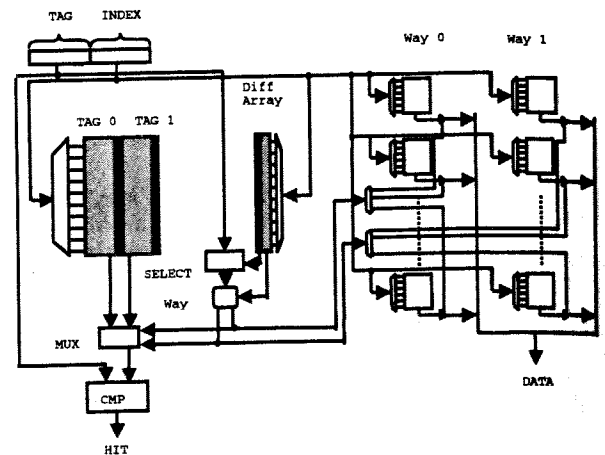 TAG INDEX
Way 0 Way 1
Diff
Array
TAG 0 TAG 1
SELECT
Way
MUX
CMP
HIT
DATA